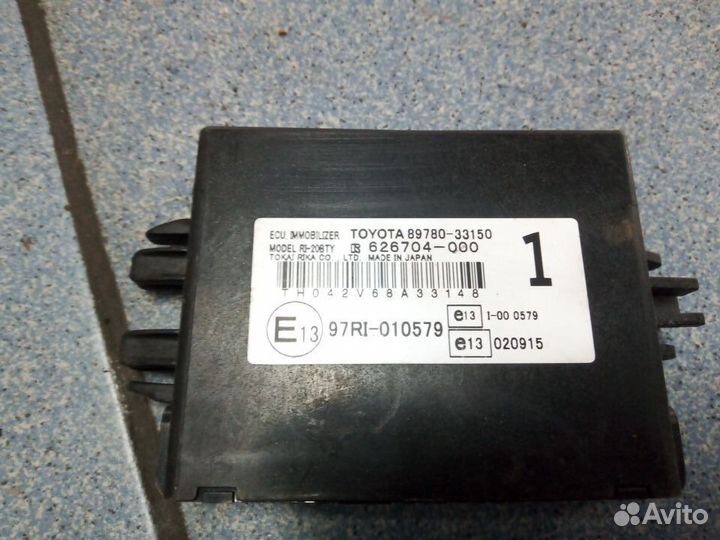 ECU. IMMOBILIZER TOYOTA 89780-33150
MODEL RI-20BTY 626704-000
TOKAI RIKA CO., LTD. MADE IN JAPAN
1
TH042V68A33148
E13 97RI-010579
e13 I-00 0579
e13 020915
Avito